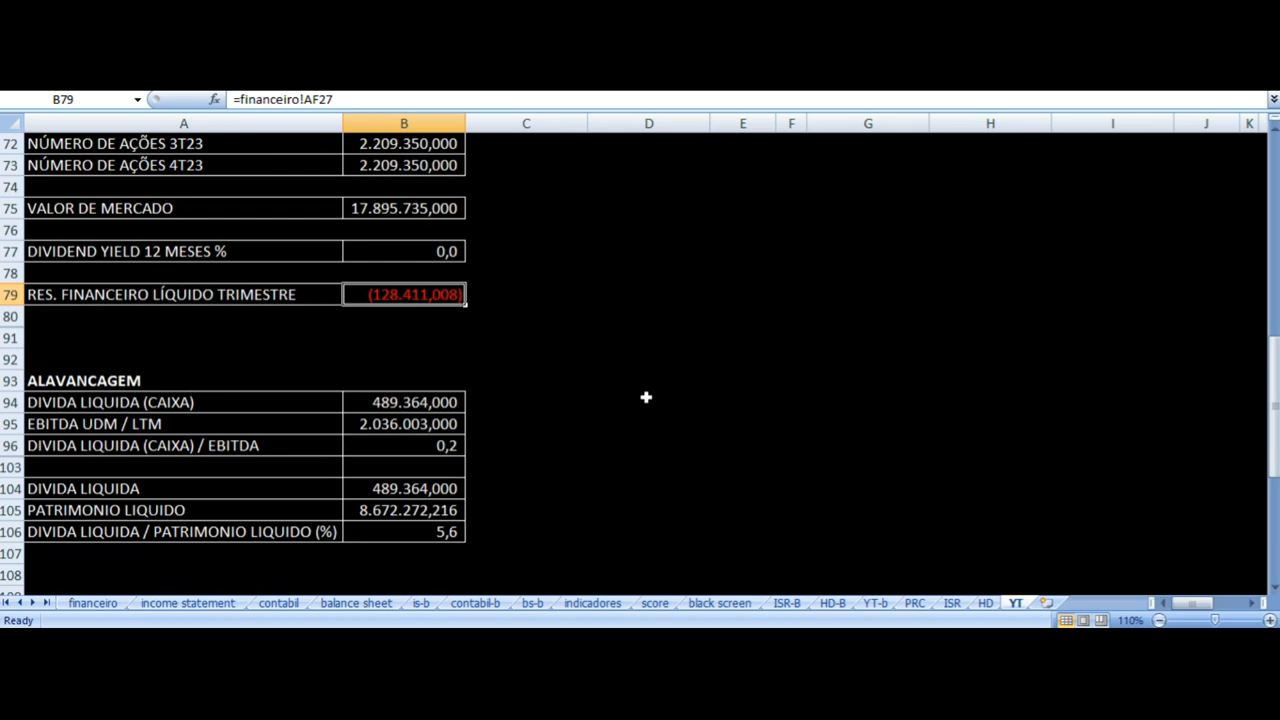 B79 fx =financeiro!AF27
A B C D E F G H I J K
72 NÚMERO DE AÇÕES 3T23 2.209.350,000
73 NÚMERO DE AÇÕES 4T23 2.209.350,000
74
75 VALOR DE MERCADO 17.895.735,000
76
77 DIVIDEND YIELD 12 MESES % 0,0
78
79 RES. FINANCEIRO LÍQUIDO TRIMESTRE (128.411,008)
80
91
92
93 ALAVANCAGEM
94 DIVIDA LIQUIDA (CAIXA) 489.364,000
95 EBITDA UDM / LTM 2.036.003,000
96 DIVIDA LIQUIDA (CAIXA) / EBITDA 0,2
103
104 DIVIDA LIQUIDA 489.364,000
105 PATRIMONIO LIQUIDO 8.672.272,216
106 DIVIDA LIQUIDA / PATRIMONIO LIQUIDO (%) 5,6
107
108
financeiro income statement contabil balance sheet is-b contabil-b bs-b indicadores score black screen ISR-B HD-B YT-b PRC ISR HD YT
Ready 110%